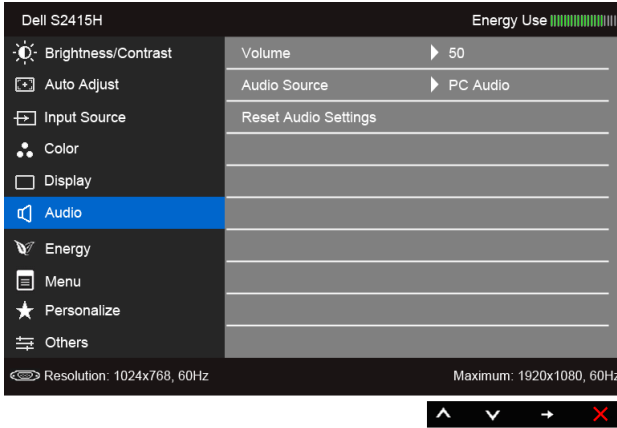 Dell S2415H Energy Use
Brightness/Contrast Volume 50
Auto Adjust Audio Source PC Audio
Input Source Reset Audio Settings
Color
Display
Audio
Energy
Menu
Personalize
Others
Resolution: 1024x768, 60Hz Maximum: 1920x1080, 60Hz